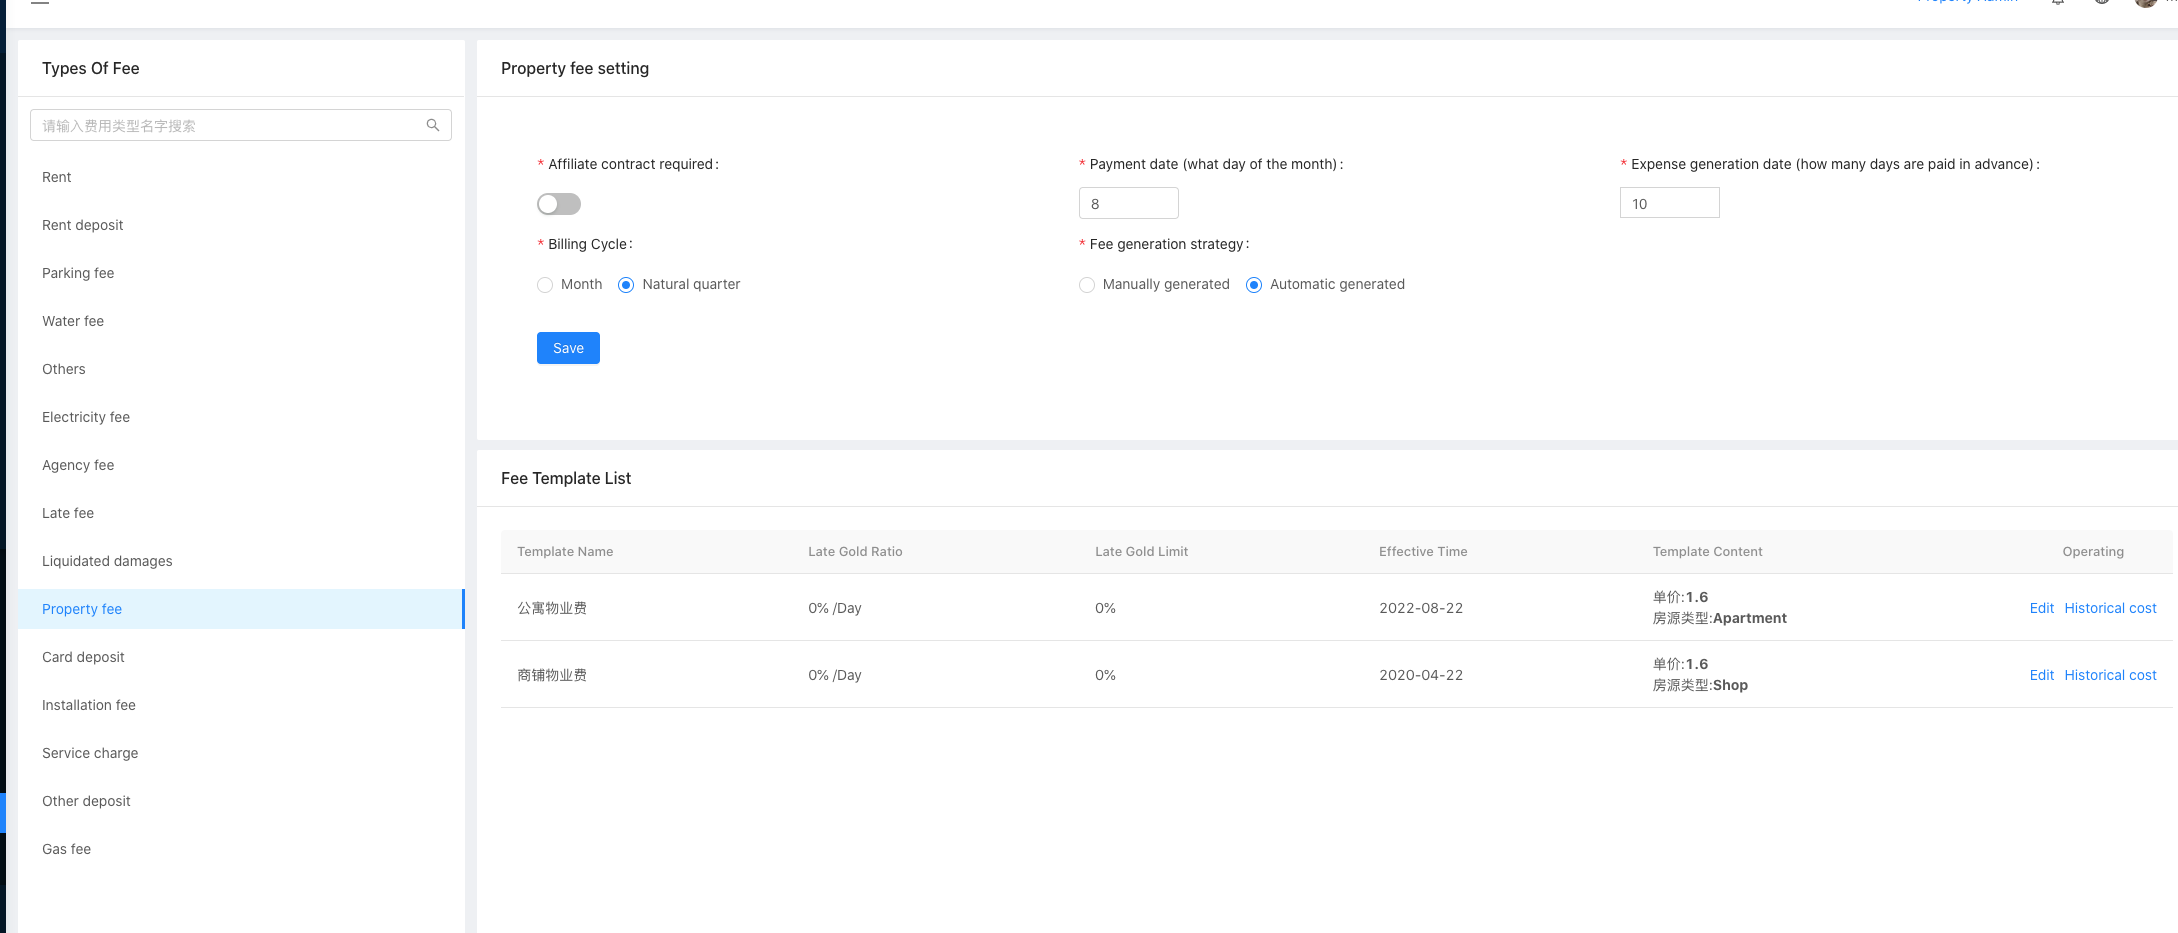 Property Admin
Types Of Fee
请输入费用类型名字搜索
Rent
Rent deposit
Parking fee
Water fee
Others
Electricity fee
Agency fee
Late fee
Liquidated damages
Property fee
Card deposit
Installation fee
Service charge
Other deposit
Gas fee
Property fee setting
* Affiliate contract required:
* Payment date (what day of the month):
8
* Expense generation date (how many days are paid in advance):
10
* Billing Cycle:
Month Natural quarter
* Fee generation strategy:
Manually generated Automatic generated
Save
Fee Template List
Template Name Late Gold Ratio Late Gold Limit Effective Time Template Content Operating
公寓物业费 0% /Day 0% 2022-08-22 单价:1.6
房源类型:Apartment
Edit Historical cost
商铺物业费 0% /Day 0% 2020-04-22 单价:1.6
房源类型:Shop
Edit Historical cost